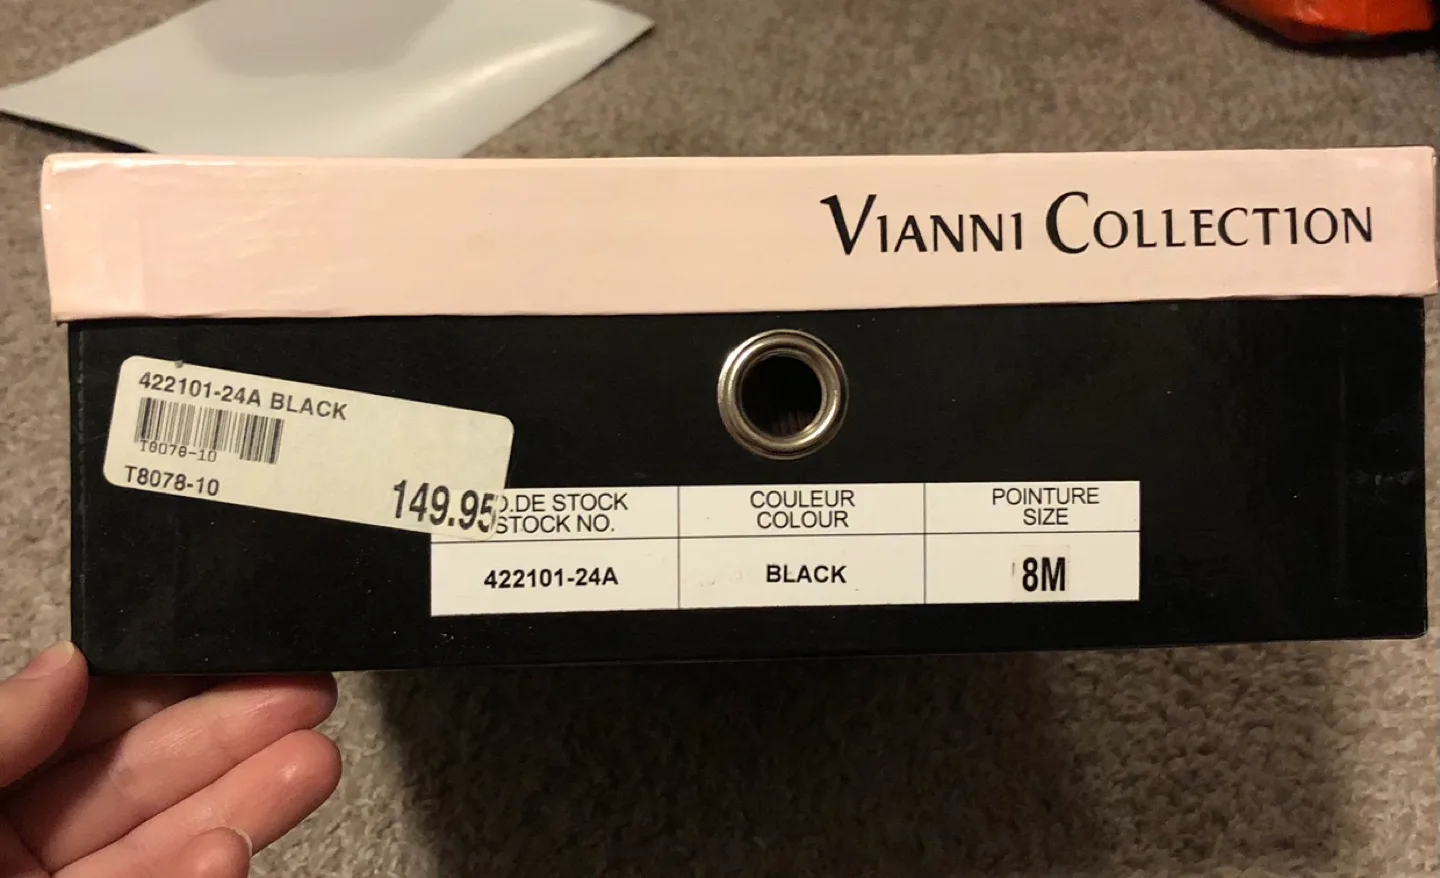 VIANNI COLLECTION
422101-24A BLACK
T8078-10
T8078-10
149.95
O.DE STOCK
STOCK NO.
COULEUR
COLOUR
POINTURE
SIZE
422101-24A
BLACK
8M